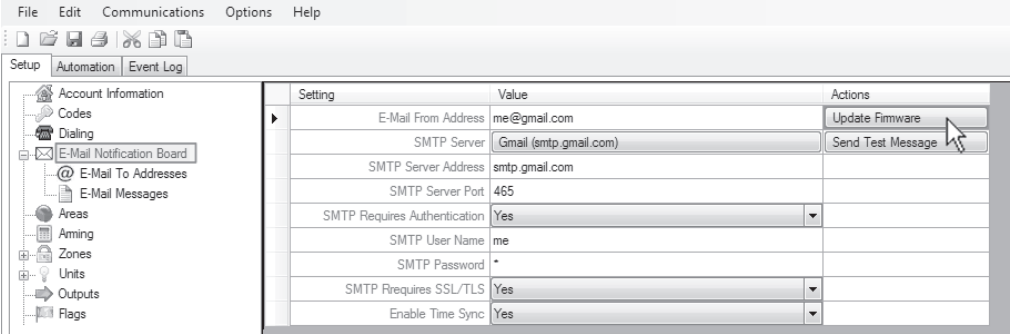 File Edit Communications Options Help
Setup Automation Event Log
Account Information
Codes
Dialing
E-Mail Notification Board
@ E-Mail To Addresses
E-Mail Messages
Areas
Arming
Zones
Units
Outputs
Flags
Setting Value Actions
E-Mail From Address me@gmail.com Update Firmware
SMTP Server Gmail (smtp.gmail.com) Send Test Message
SMTP Server Address smtp.gmail.com
SMTP Server Port 465
SMTP Requires Authentication Yes
SMTP User Name me
SMTP Password *
SMTP Rrequires SSL/TLS Yes
Enable Time Sync Yes